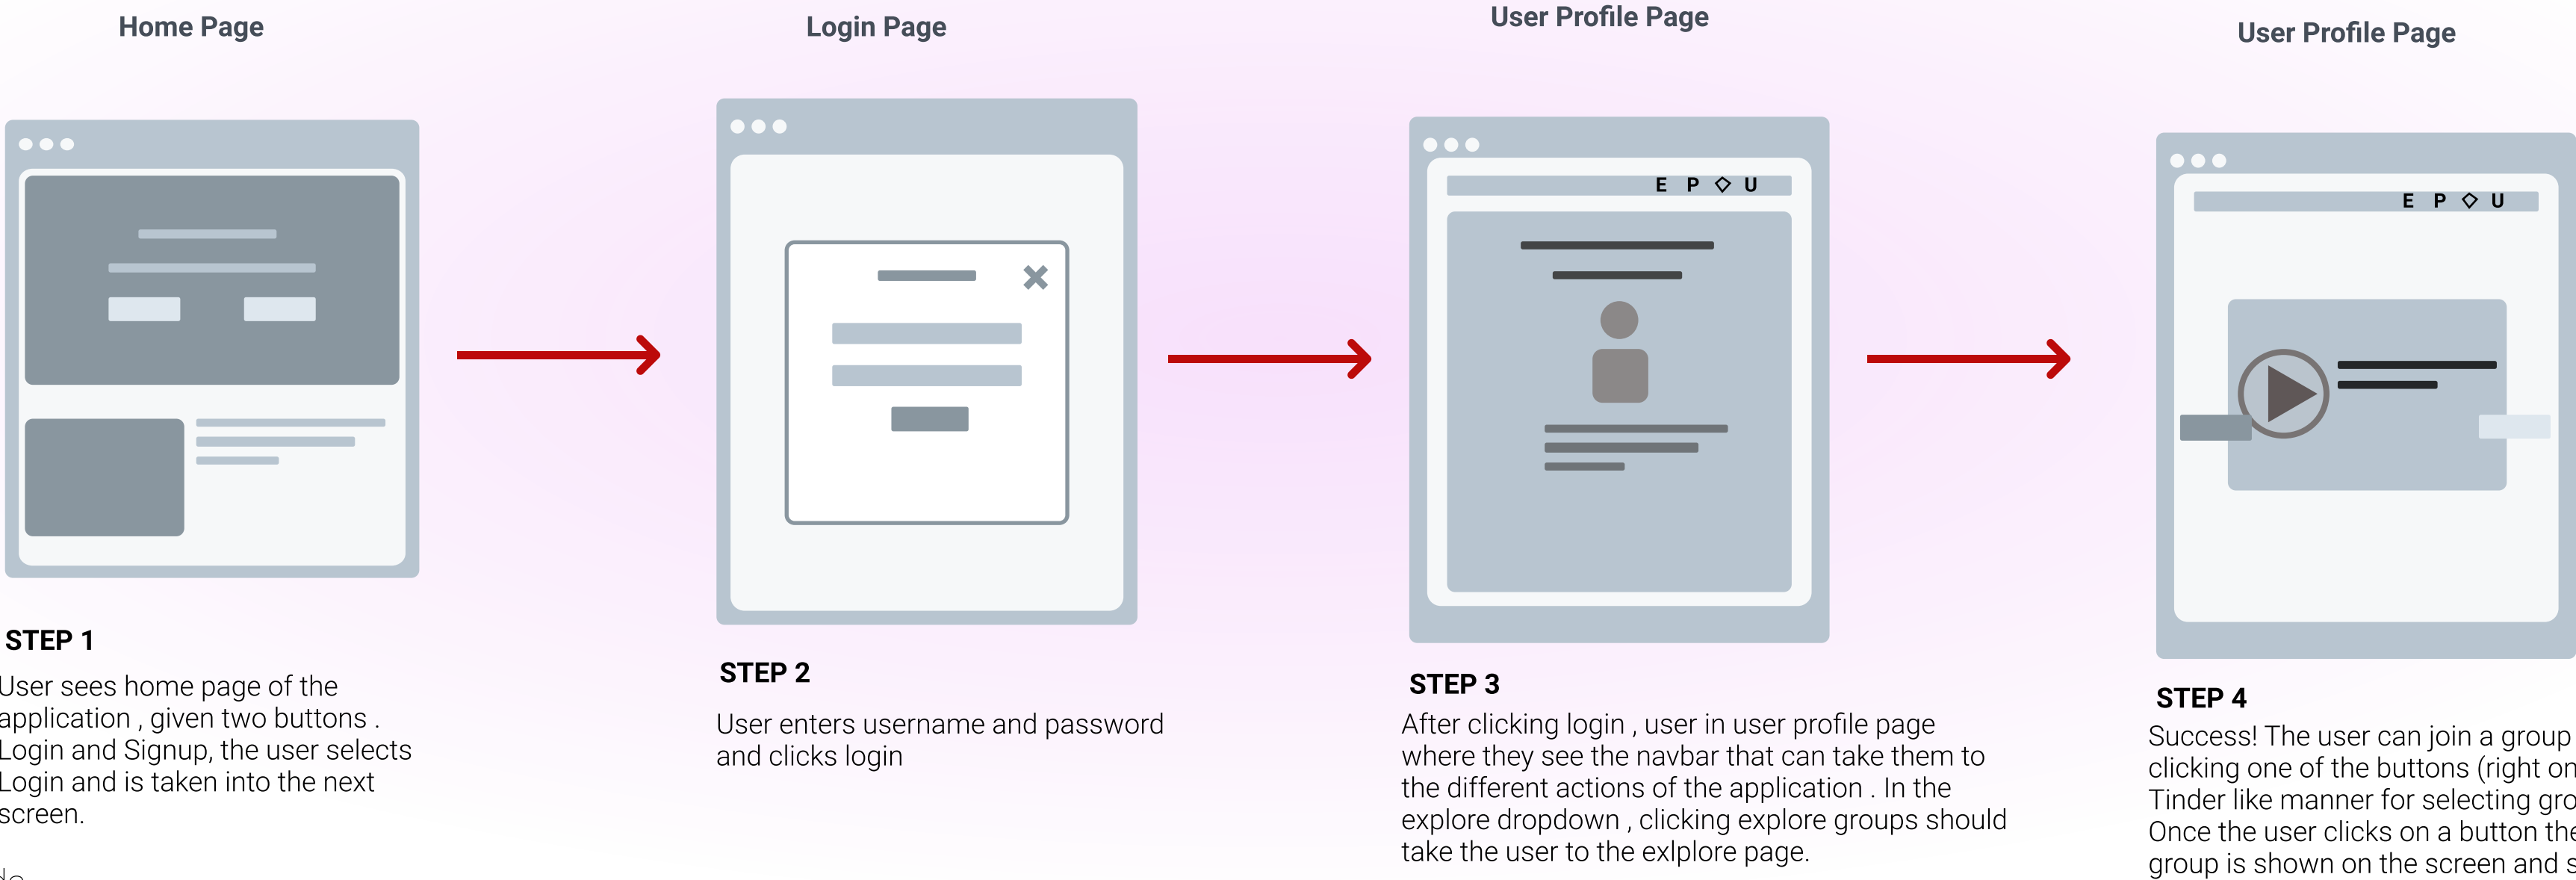 Home Page
Login Page
User Profile Page
User Profile Page
E P ◇ U
E P ◇ U
STEP 1
User sees home page of the
application , given two buttons .
Login and Signup, the user selects
Login and is taken into the next
screen.
STEP 2
User enters username and password
and clicks login
STEP 3
After clicking login , user in user profile page
where they see the navbar that can take them to
the different actions of the application . In the
explore dropdown , clicking explore groups should
take the user to the exlplore page.
STEP 4
Success! The user can join a group
clicking one of the buttons (right
Tinder like manner for selecting
Once the user clicks on a button
group is shown on the screen and